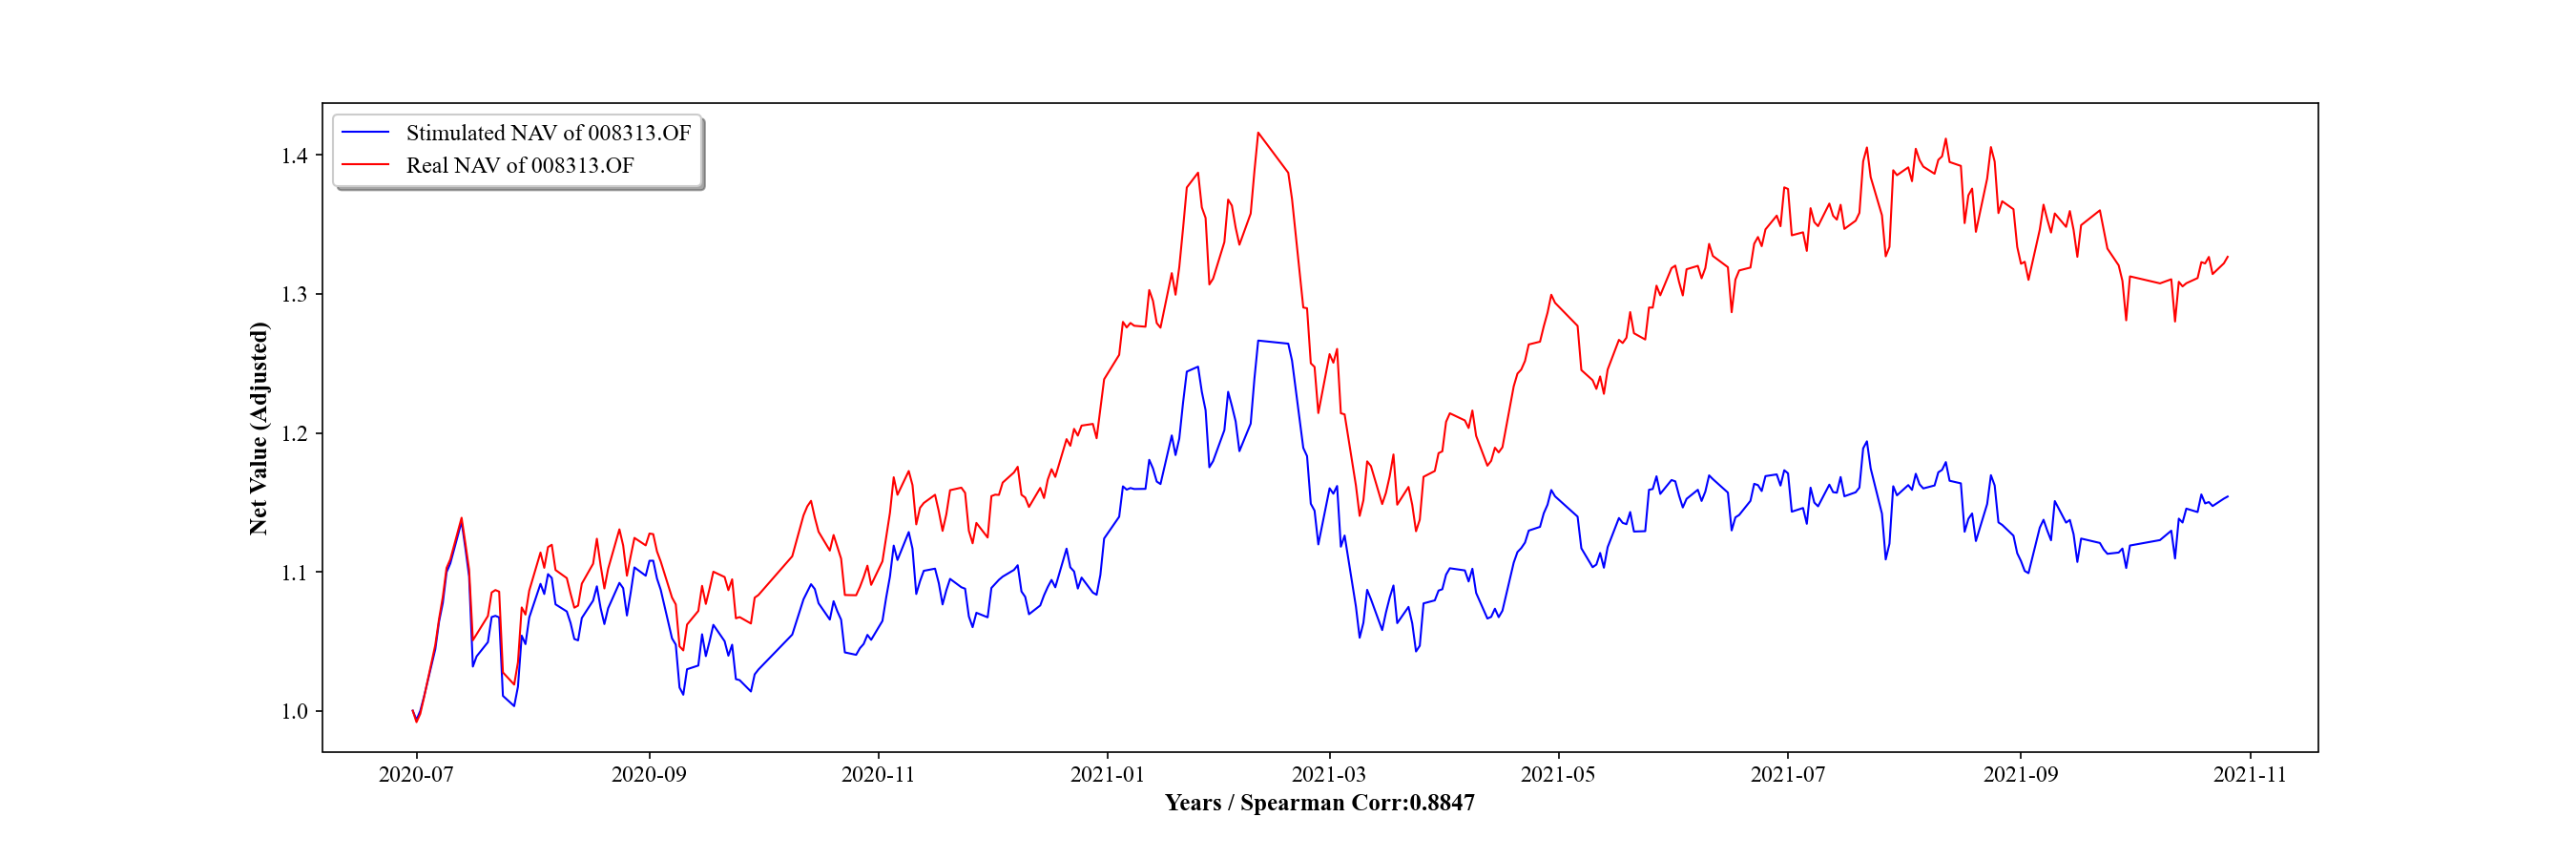 Stimulated NAV of 008313.OF
Real NAV of 008313.OF
1.4
1.3
1.2
1.1
1.0
Net Value (Adjusted)
2020-07 2020-09 2020-11 2021-01 2021-03 2021-05 2021-07 2021-09 2021-11
Years / Spearman Corr:0.8847